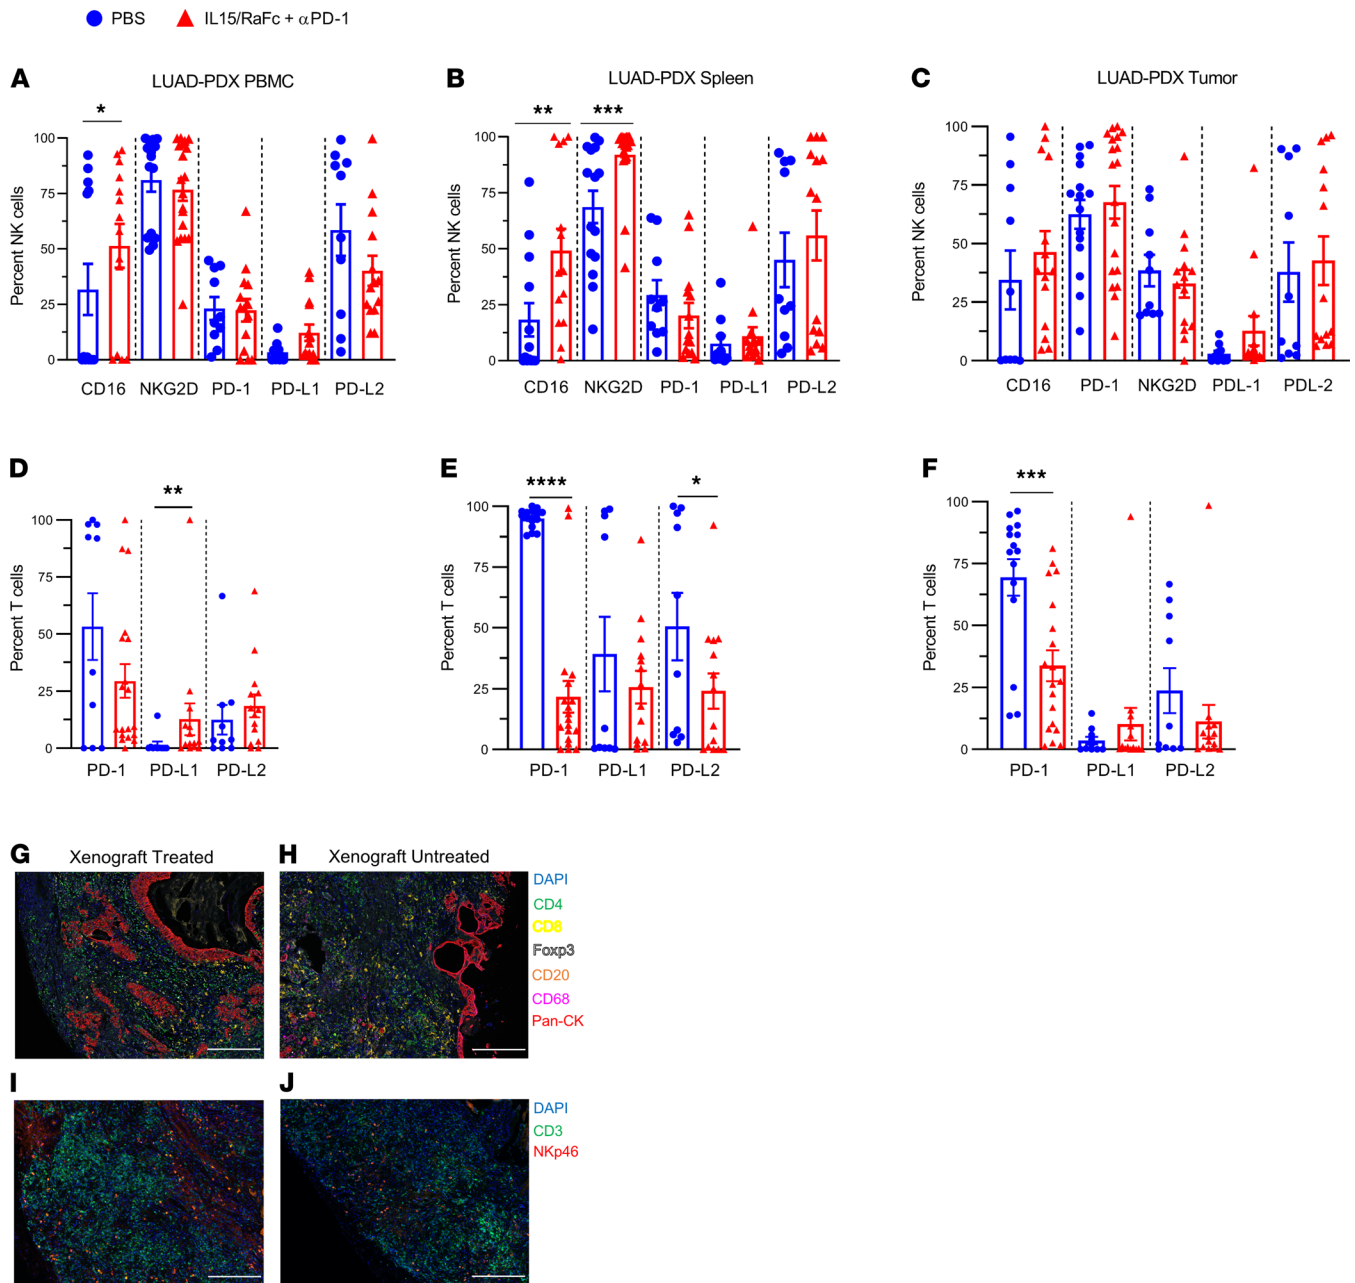 PBS IL15/RaFc + αPD-1
A LUAD-PDX PBMC
*
Percent NK cells
100
75
50
25
0
CD16 NKG2D PD-1 PD-L1 PD-L2
B LUAD-PDX Spleen
** ***
Percent NK cells
100
75
50
25
0
CD16 NKG2D PD-1 PD-L1 PD-L2
C LUAD-PDX Tumor
Percent NK cells
100
75
50
25
0
CD16 PD-1 NKG2D PDL-1 PDL-2
D
**
Percent T cells
100
75
50
25
0
PD-1 PD-L1 PD-L2
E
**** *
Percent T cells
100
75
50
25
0
PD-1 PD-L1 PD-L2
F
***
Percent T cells
100
75
50
25
0
PD-1 PD-L1 PD-L2
G Xenograft Treated
H Xenograft Untreated
DAPI
CD4
CD8
Foxp3
CD20
CD68
Pan-CK
I
J
DAPI
CD3
NKp46